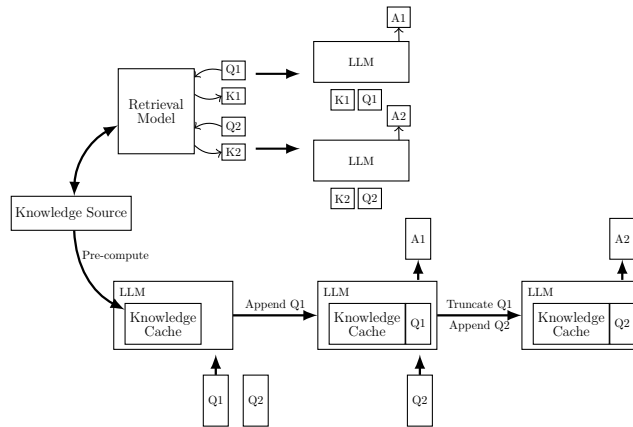 A1
Q1
LLM
K1
Retrieval
Model
K1 Q1
Q2
A2
K2
LLM
K2 Q2
Knowledge Source
A1
A2
Pre-compute
LLM
Knowledge
Cache
Append Q1
LLM
Knowledge
Cache
Q1
Truncate Q1
Append Q2
LLM
Knowledge
Cache
Q2
Q1
Q2
Q2